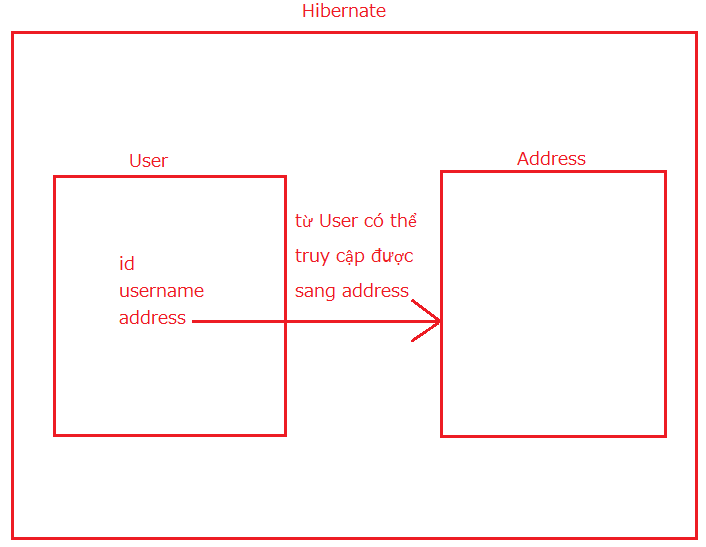 Hibernate
User
Address
từ User có thể
truy cập được
sang address
id
username
address